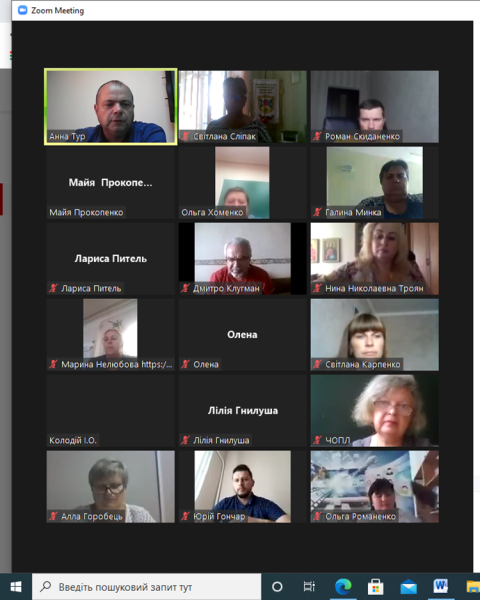 Zoom Meeting
Анна Тур
Світлана Сліпак
Роман Скиданенко
Майя Прокопе...
Майя Прокопенко
Ольга Хоменко
Галина Минка
Лариса Питель
Лариса Питель
Дмитро Клугман
Нина Николаевна Троян
Марина Нелюбова https:/...
Олена
Олена
Світлана Карпенко
Колодій І.О.
Лілія Гнилуша
Лілія Гнилуша
ЧОПЛ
Алла Горобець
Юрій Гончар
Ольга Романенко
Введіть пошуковий запит тут